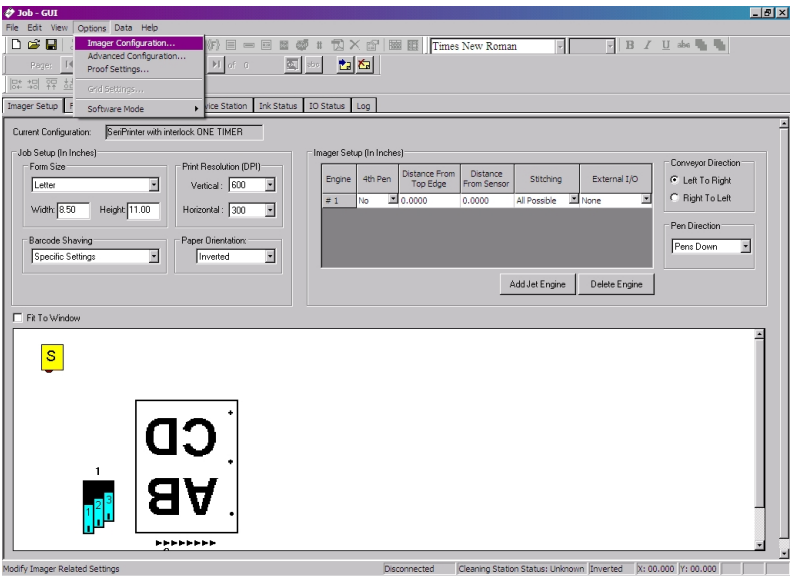 Job - GUI
File Edit View Options Data Help
Imager Configuration...
Advanced Configuration...
Proof Settings...
Grid Settings...
Software Mode
Times New Roman
B I U abc
Page: of 0 abc
Imager Setup vice Station Ink Status IO Status Log
Current Configuration: SeriPrinter with interlock ONE TIMER
Job Setup (In Inches)
Form Size
Letter
Width: 8.50 Height: 11.00
Print Resolution (DPI)
Vertical : 600
Horizontal : 300
Barcode Shaving
Specific Settings
Paper Orientation:
Inverted
Imager Setup (In Inches)
Engine 4th Pen Distance From Top Edge Distance From Sensor Stitching External I/O
# 1 No 0.0000 0.0000 All Possible None
Conveyor Direction
Left To Right
Right To Left
Pen Direction
Pens Down
Add Jet Engine Delete Engine
Fit To Window
S
CD
AB
1
1 2 3
Modify Imager Related Settings Disconnected Cleaning Station Status: Unknown Inverted X: 00.000 Y: 00.000